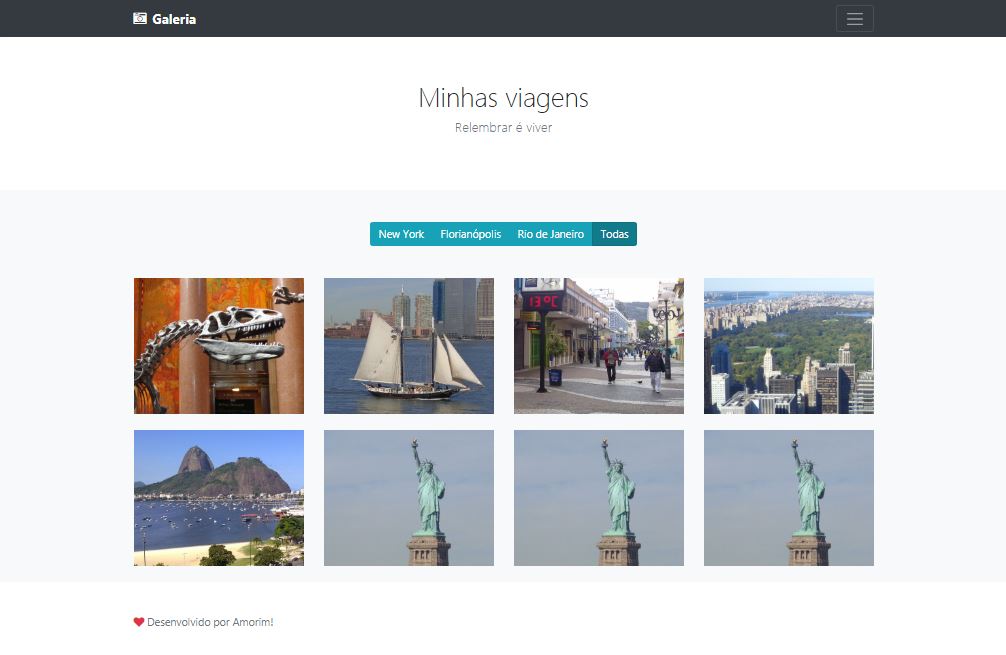 Galeria
Minhas viagens
Relembrar é viver
New York Florianópolis Rio de Janeiro Todas
13°C
Desenvolvido por Amorim!